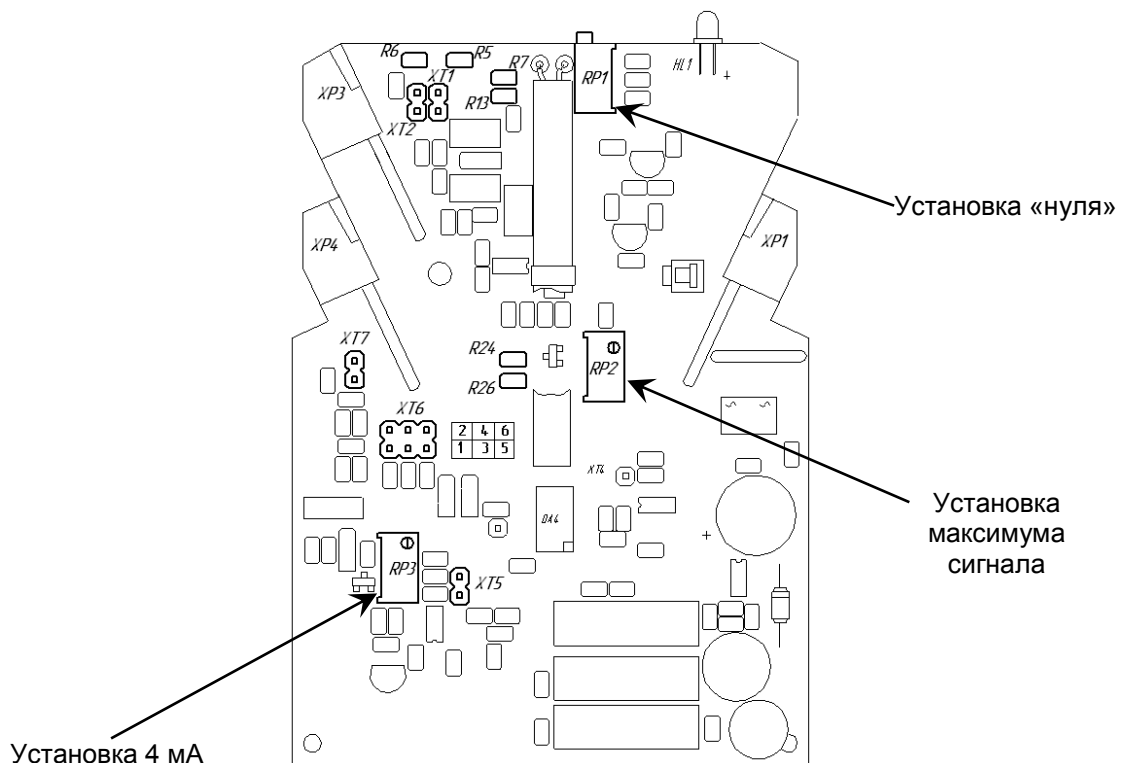 R6
R5
R7
XT1
HL1
+
RP1
XP3
R13
XT2
Установка «нуля»
XP4
XP1
XT7
R24
RP2
R26
XT6
2 4 6
1 3 5
~ ~
XT4
Установка
максимума
сигнала
DA4
+
RP3
XT5
Установка 4 мА